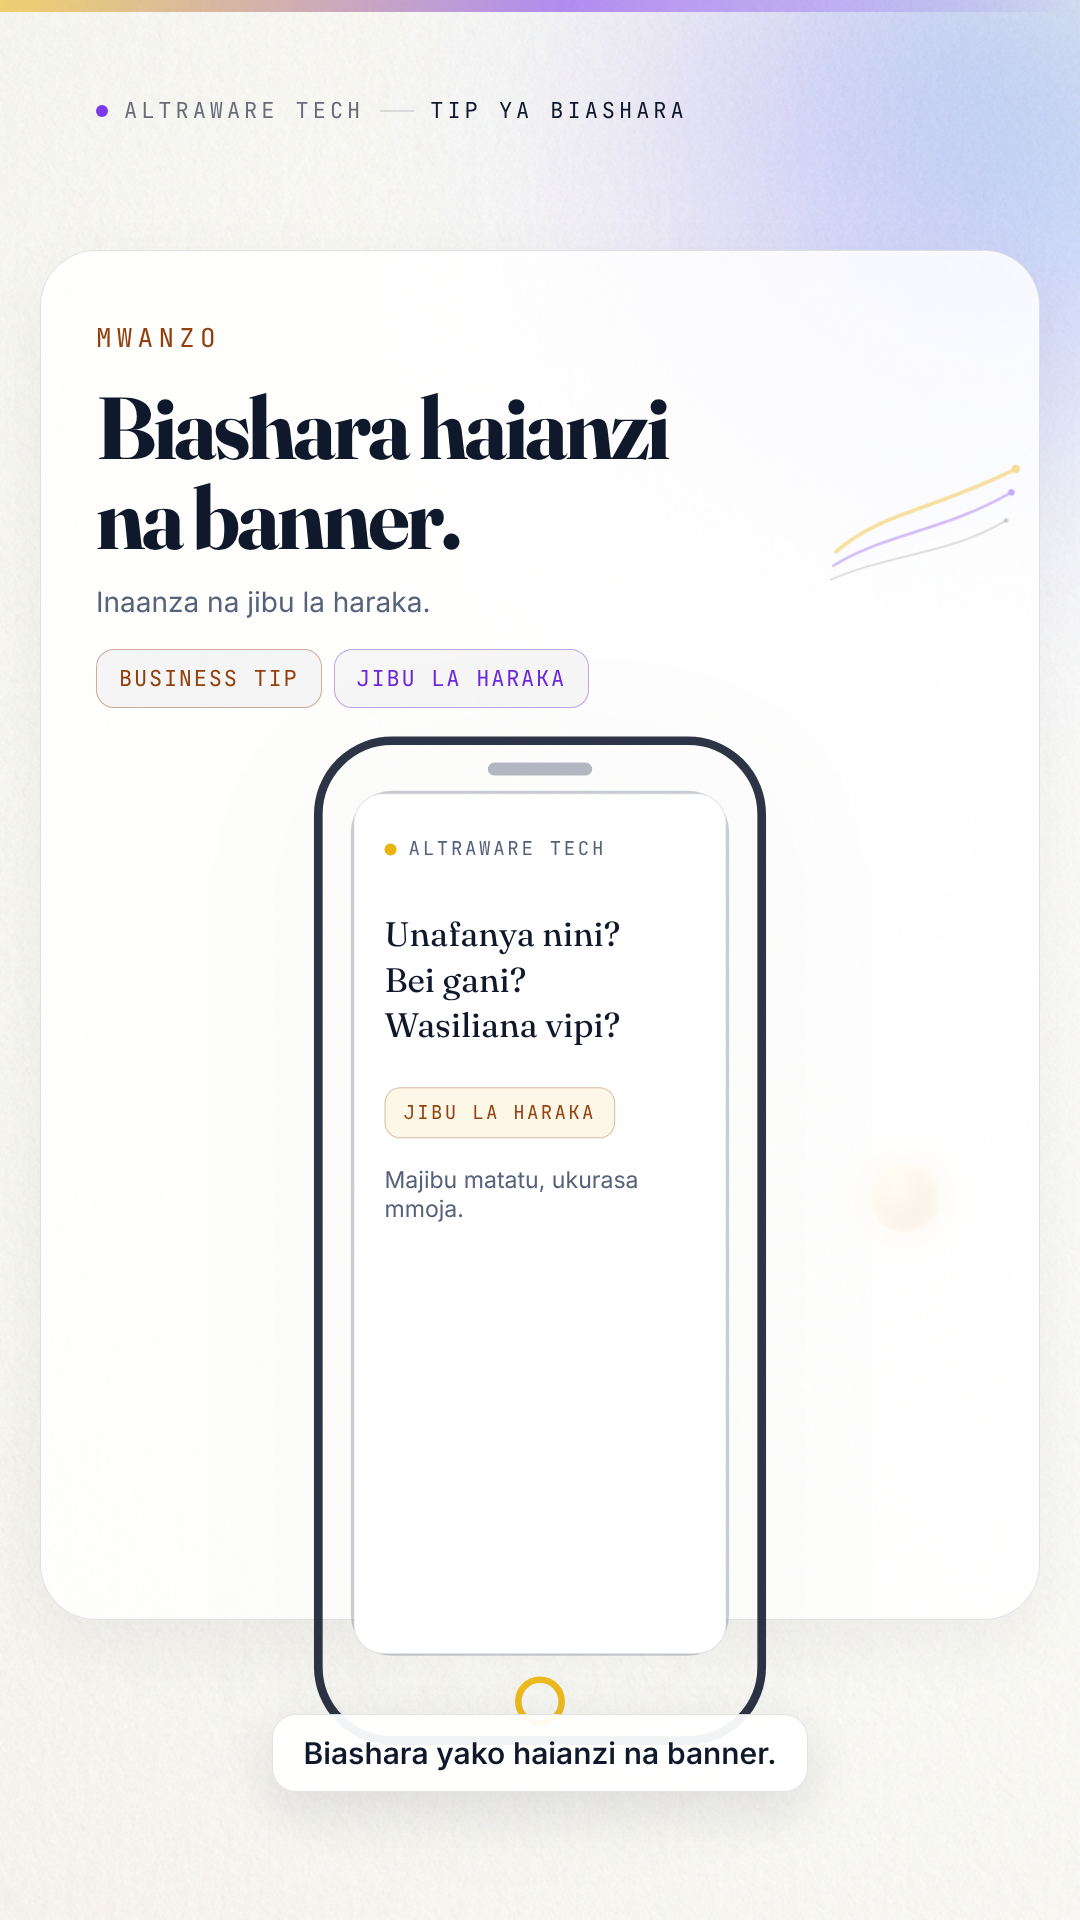 ALTRAWARE TECH — TIP YA BIASHARA
MWANZO
Biashara haianzi
na banner.
Inaanza na jibu la haraka.
BUSINESS TIP
JIBU LA HARAKA
ALTRAWARE TECH
Unafanya nini?
Bei gani?
Wasiliana vipi?
JIBU LA HARAKA
Majibu matatu, ukurasa
mmoja.
Biashara yako haianzi na banner.